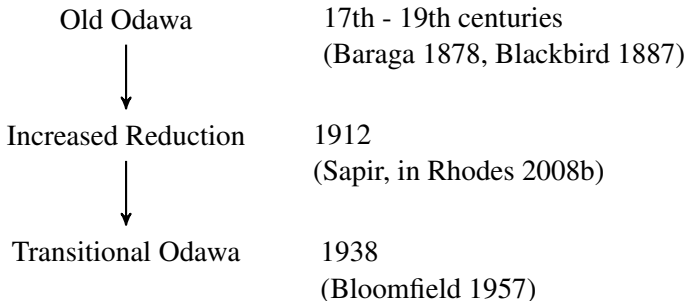 Old Odawa 17th - 19th centuries
(Baraga 1878, Blackbird 1887)
Increased Reduction 1912
(Sapir, in Rhodes 2008b)
Transitional Odawa 1938
(Bloomfield 1957)